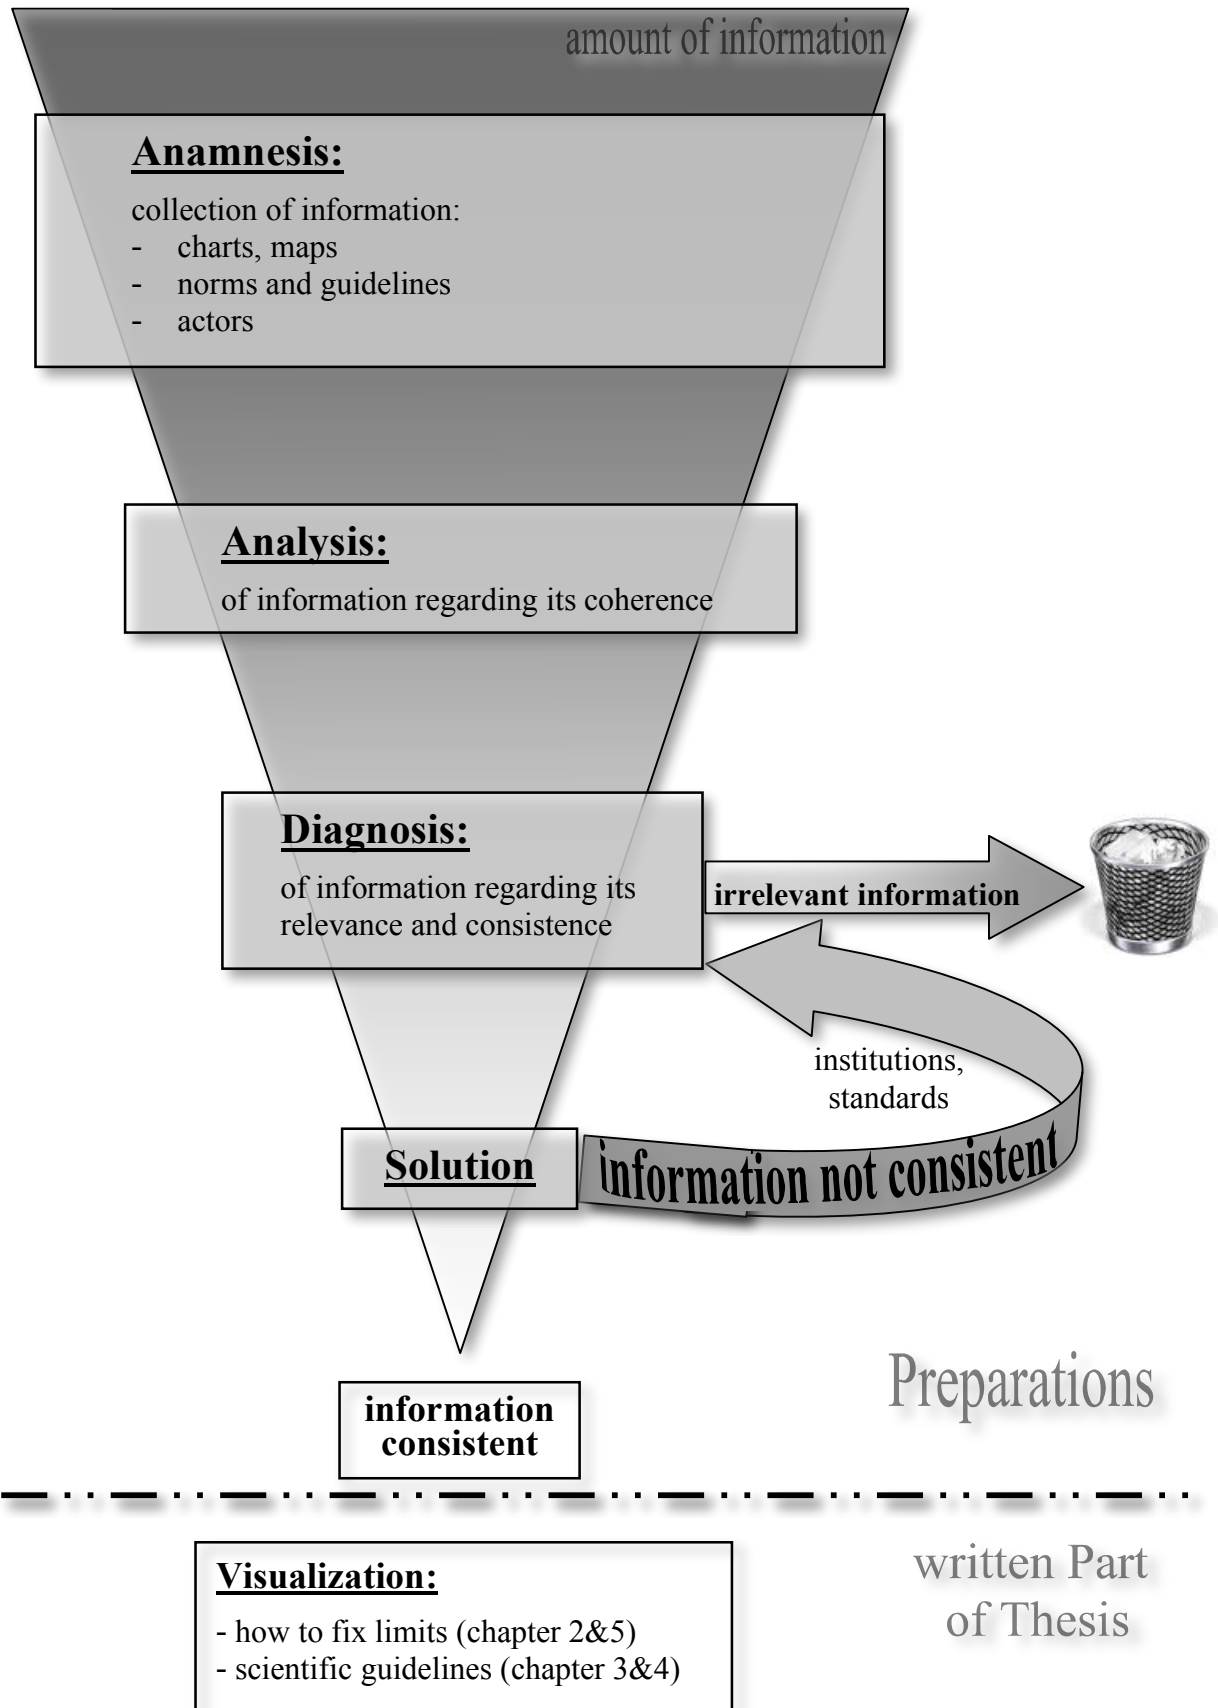 amount of information
Anamnesis:
collection of information:
- charts, maps
- norms and guidelines
- actors
Analysis:
of information regarding its coherence
Diagnosis:
of information regarding its
relevance and consistence
irrelevant information
institutions,
standards
Solution
information not consistent
information
consistent
Preparations
Visualization:
- how to fix limits (chapter 2&5)
- scientific guidelines (chapter 3&4)
written Part
of Thesis